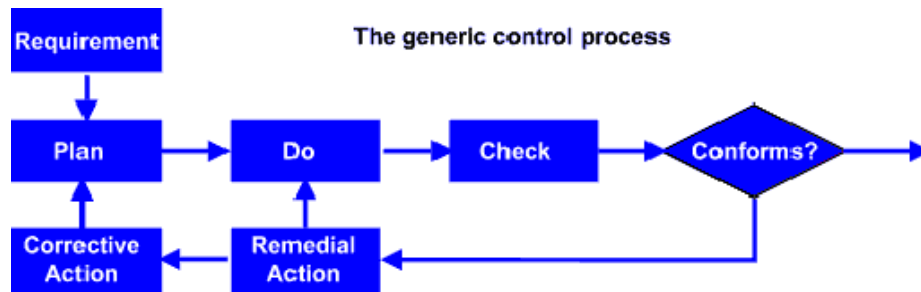 Requirement
The generic control process
Plan
Do
Check
Conforms?
Corrective
Action
Remedial
Action